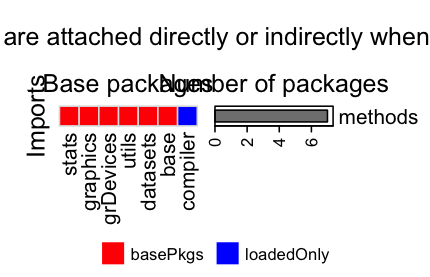 are attached directly or indirectly when
Base packages
Number of packages
Imports
methods
stats
graphics
grDevices
utils
datasets
base
compiler
0
2
4
6
basePkgs
loadedOnly